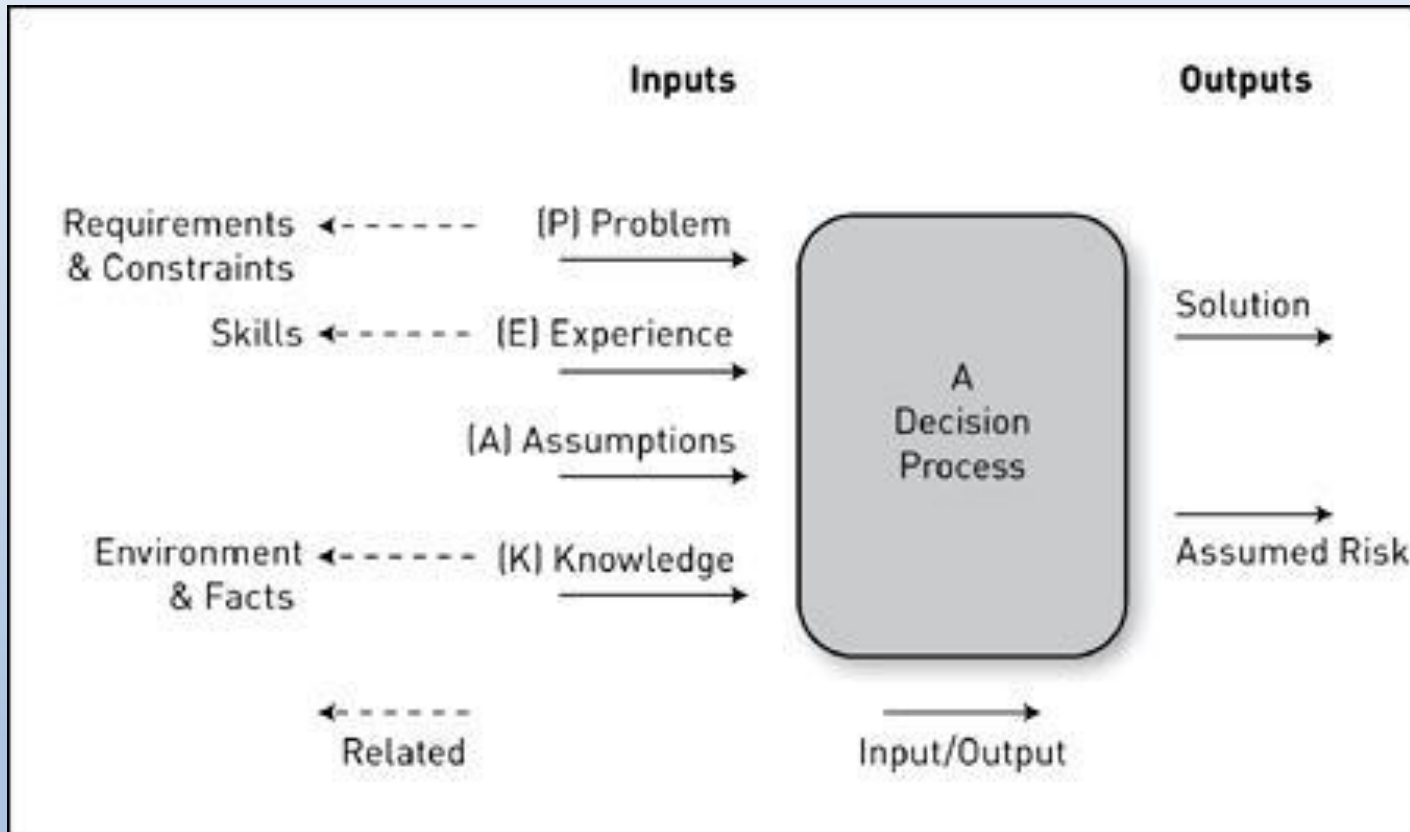 Inputs
Outputs
Requirements
& Constraints
(P) Problem
Skills
(E) Experience
(A) Assumptions
Environment
& Facts
(K) Knowledge
A
Decision
Process
Solution
Assumed Risk
Related
Input/Output